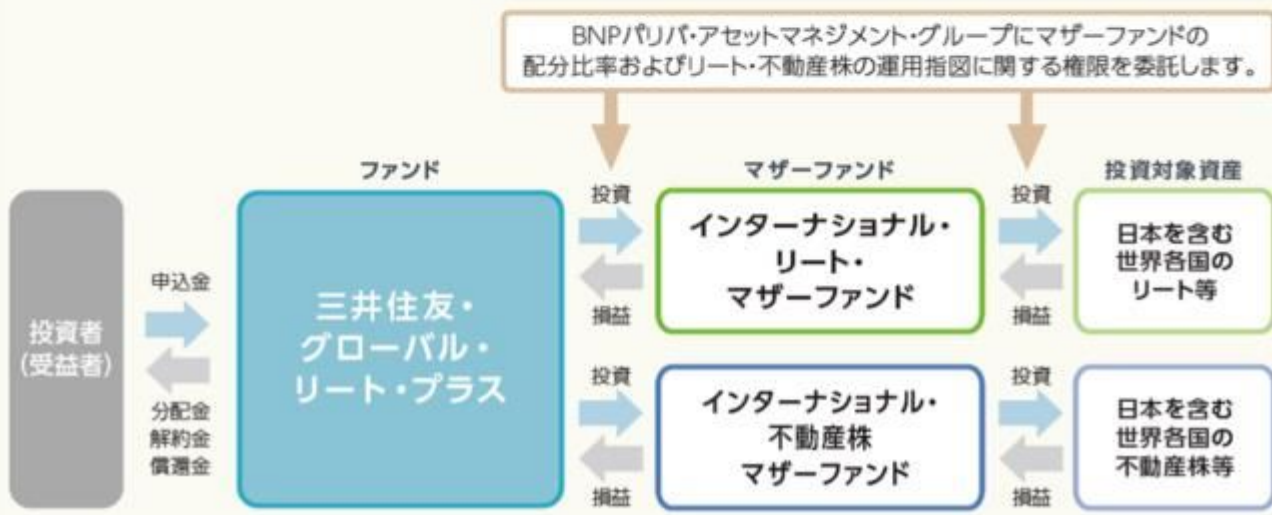 BNPパリバ・アセットマネジメント・グループにマザーファンドの
配分比率およびリート・不動産株の運用指図に関する権限を委託します。
ファンド
マザーファンド
投資対象資産
投資者
(受益者)
申込金
分配金
解約金
償還金
三井住友・
グローバル・
リート・プラス
投資
損益
インターナショナル・
リート・
マザーファンド
投資
損益
日本を含む
世界各国の
リート等
投資
損益
インターナショナル・
不動産株
マザーファンド
投資
損益
日本を含む
世界各国の
不動産株等